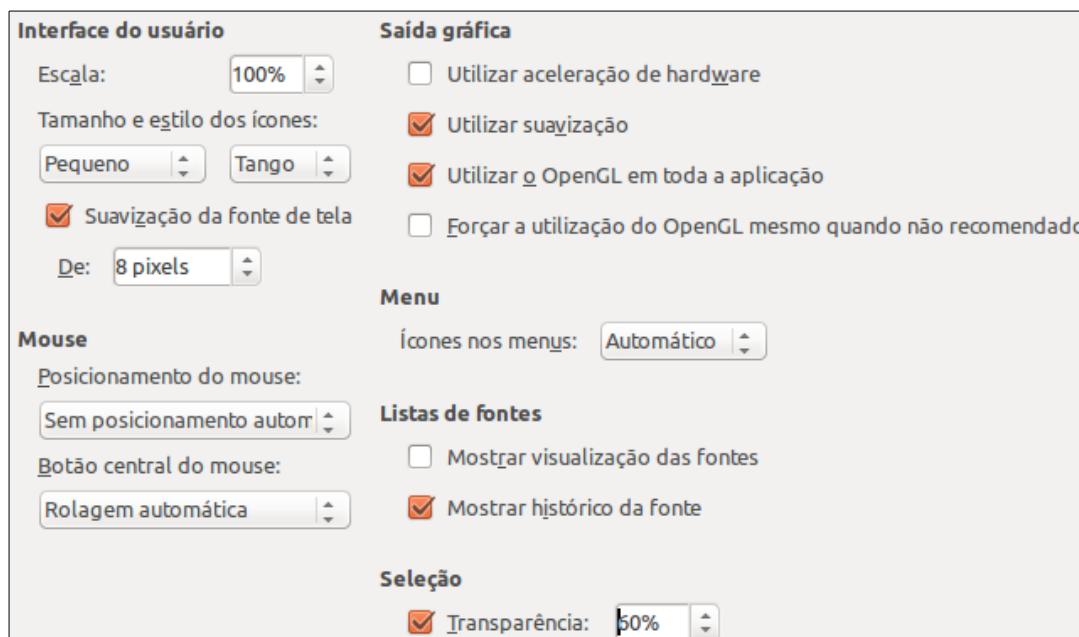 Interface do usuário
Escala: 100%
Tamanho e estilo dos ícones:
Pequeno Tango
Suavização da fonte de tela
De: 8 pixels
Mouse
Posicionamento do mouse:
Sem posicionamento autom
Botão central do mouse:
Rolagem automática
Saída gráfica
Utilizar aceleração de hardware
Utilizar suavização
Utilizar o OpenGL em toda a aplicação
Forçar a utilização do OpenGL mesmo quando não recomendado
Menu
Ícones nos menus: Automático
Listas de fontes
Mostrar visualização das fontes
Mostrar histórico da fonte
Seleção
Transparência: 60%